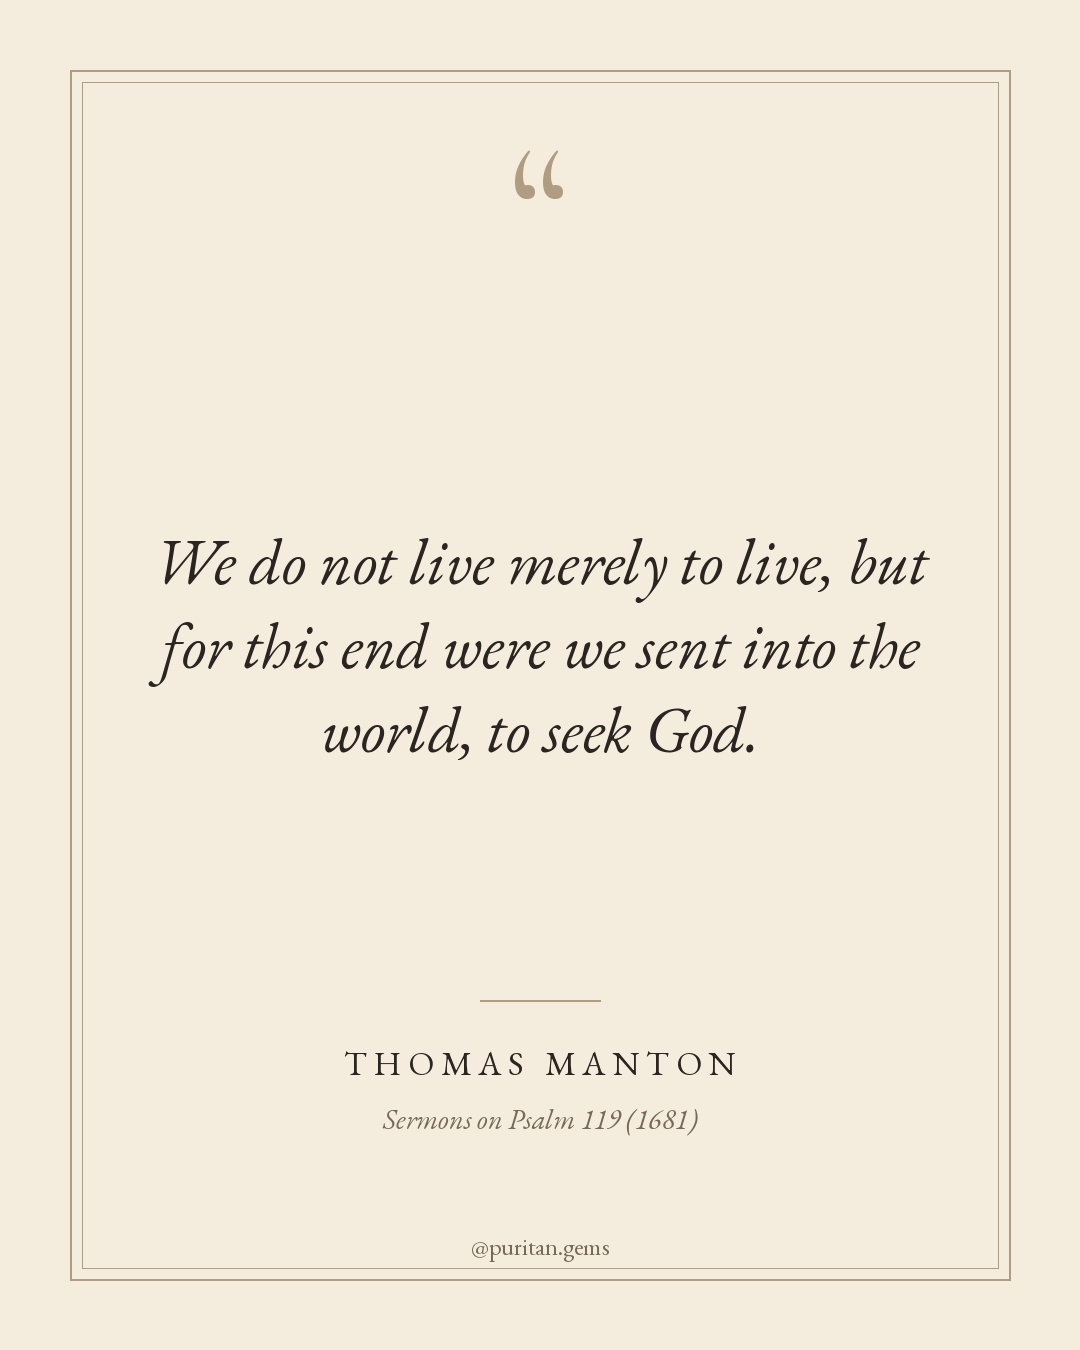 “
We do not live merely to live, but
for this end were we sent into the
world, to seek God.
THOMAS MANTON
Sermons on Psalm 119 (1681)
@puritan.gems